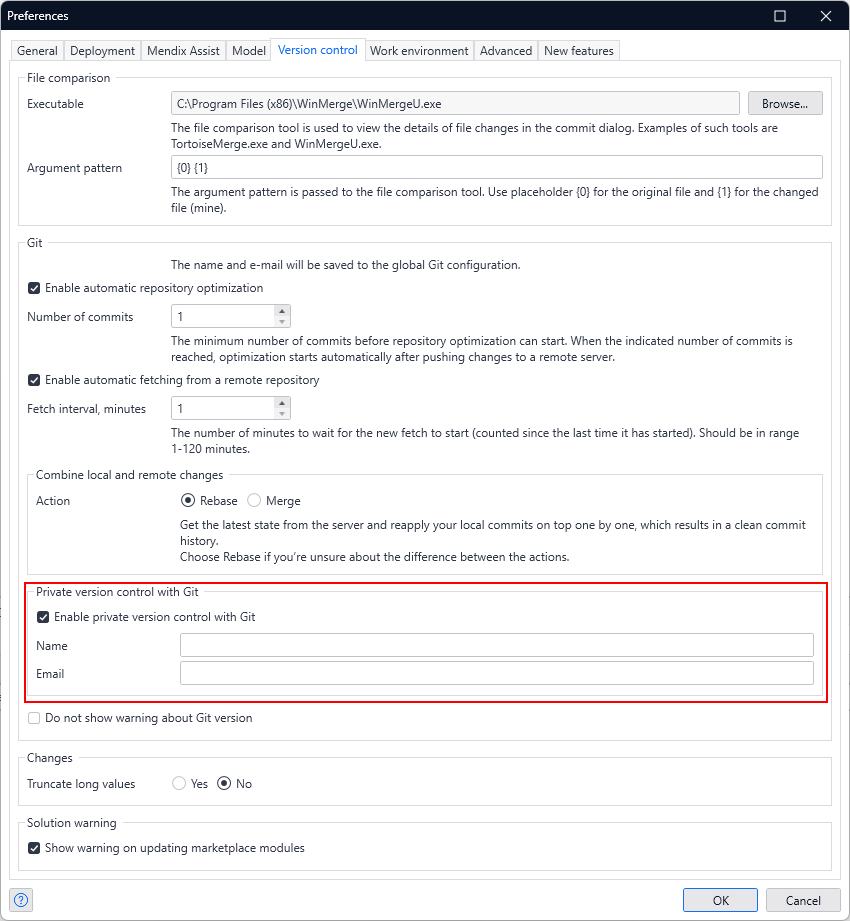 Preferences
General Deployment Mendix Assist Model Version control Work environment Advanced New features
File comparison
Executable C:\Program Files (x86)\WinMerge\WinMergeU.exe Browse...
The file comparison tool is used to view the details of file changes in the commit dialog. Examples of such tools are
TortoiseMerge.exe and WinMergeU.exe.
Argument pattern {0} {1}
The argument pattern is passed to the file comparison tool. Use placeholder {0} for the original file and {1} for the changed
file (mine).
Git
The name and e-mail will be saved to the global Git configuration.
Enable automatic repository optimization
Number of commits 1
The minimum number of commits before repository optimization can start. When the indicated number of commits is
reached, optimization starts automatically after pushing changes to a remote server.
Enable automatic fetching from a remote repository
Fetch interval, minutes 1
The number of minutes to wait for the new fetch to start (counted since the last time it has started). Should be in range
1-120 minutes.
Combine local and remote changes
Action Rebase Merge
Get the latest state from the server and reapply your local commits on top one by one, which results in a clean commit
history.
Choose Rebase if you're unsure about the difference between the actions.
Private version control with Git
Enable private version control with Git
Name
Email
Do not show warning about Git version
Changes
Truncate long values Yes No
Solution warning
Show warning on updating marketplace modules
? OK Cancel